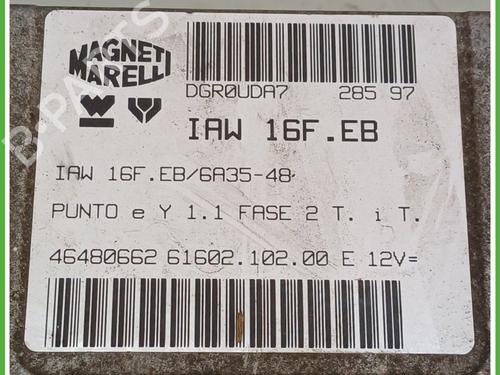 MAGNETI
MARELLI
DGR0UDA7 285 97
IAW 16F.EB
IAW 16F.EB/6A35-48
PUNTO e Y 1.1 FASE 2 T. i T.
46480662 61602.102.00 E 12V=
B-PARTS